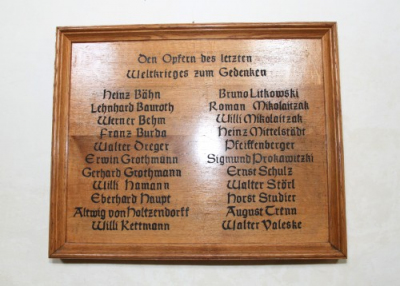 Den Opfern des letzten
Weltkrieges zum Gedenken
Heinz Bähn
Lehnhard Bauroth
Werner Behm
Franz Burda
Walter Dreger
Erwin Grothmann
Gerhard Grothmann
Willi Hamann
Eberhard Haupt
Altwig von Holtzendorff
Willi Kettmann
Bruno Litkowski
Roman Mikolaitzak
Willi Mikolaitzak
Heinz Mittelstädt
Pfeiffenberger
Sigmund Prokawitzki
Ernst Schulz
Walter Störl
Horst Studier
August Trenn
Walter Valeske